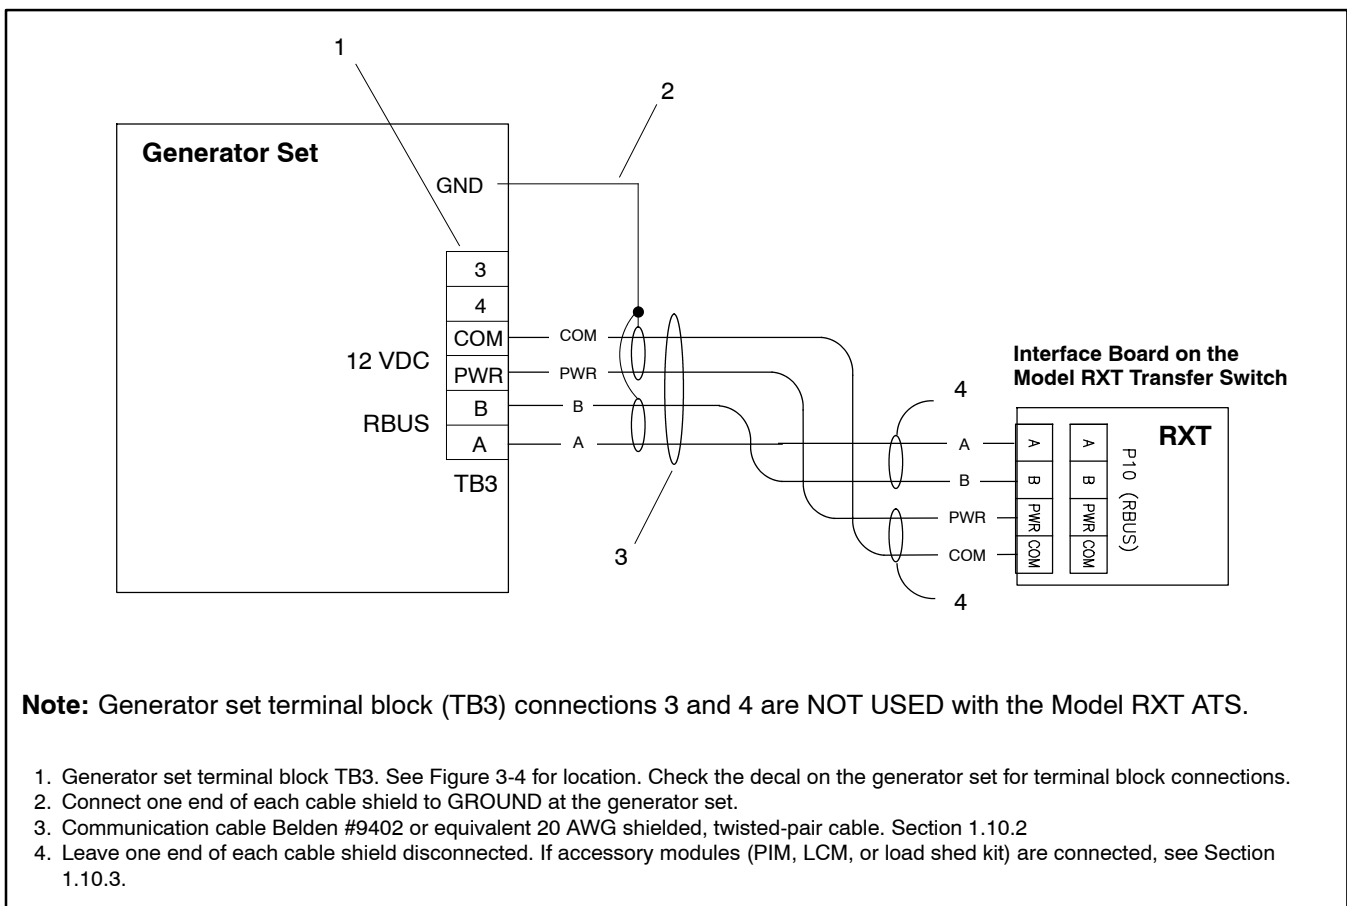 1
2
Generator Set
GND
3
4
COM
12 VDC
PWR
RBUS
B
A
TB3
COM
PWR
B
A
3
4
4
A
B
PWR
COM
Interface Board on the
Model RXT Transfer Switch
RXT
A
B
PWR
COM
A
B
PWR
COM
P10 (RBUS)
Note: Generator set terminal block (TB3) connections 3 and 4 are NOT USED with the Model RXT ATS.
1. Generator set terminal block TB3. See Figure 3-4 for location. Check the decal on the generator set for terminal block connections.
2. Connect one end of each cable shield to GROUND at the generator set.
3. Communication cable Belden #9402 or equivalent 20 AWG shielded, twisted-pair cable. Section 1.10.2
4. Leave one end of each cable shield disconnected. If accessory modules (PIM, LCM, or load shed kit) are connected, see Section
1.10.3.